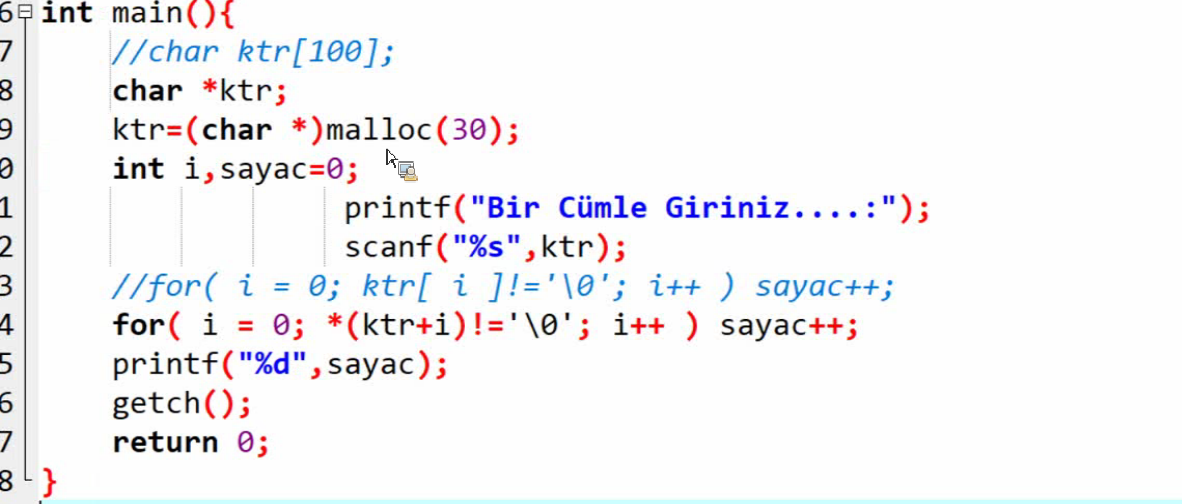 6 int main(){
7 //char ktr[100];
8 char *ktr;
9 ktr=(char *)malloc(30);
0 int i,sayac=0;
1 printf("Bir Cümle Giriniz....:");
2 scanf("%s",ktr);
3 //for( i = 0; ktr[ i ]!='\0'; i++ ) sayac++;
4 for( i = 0; *(ktr+i)!='\0'; i++ ) sayac++;
5 printf("%d",sayac);
6 getch();
7 return 0;
8 }